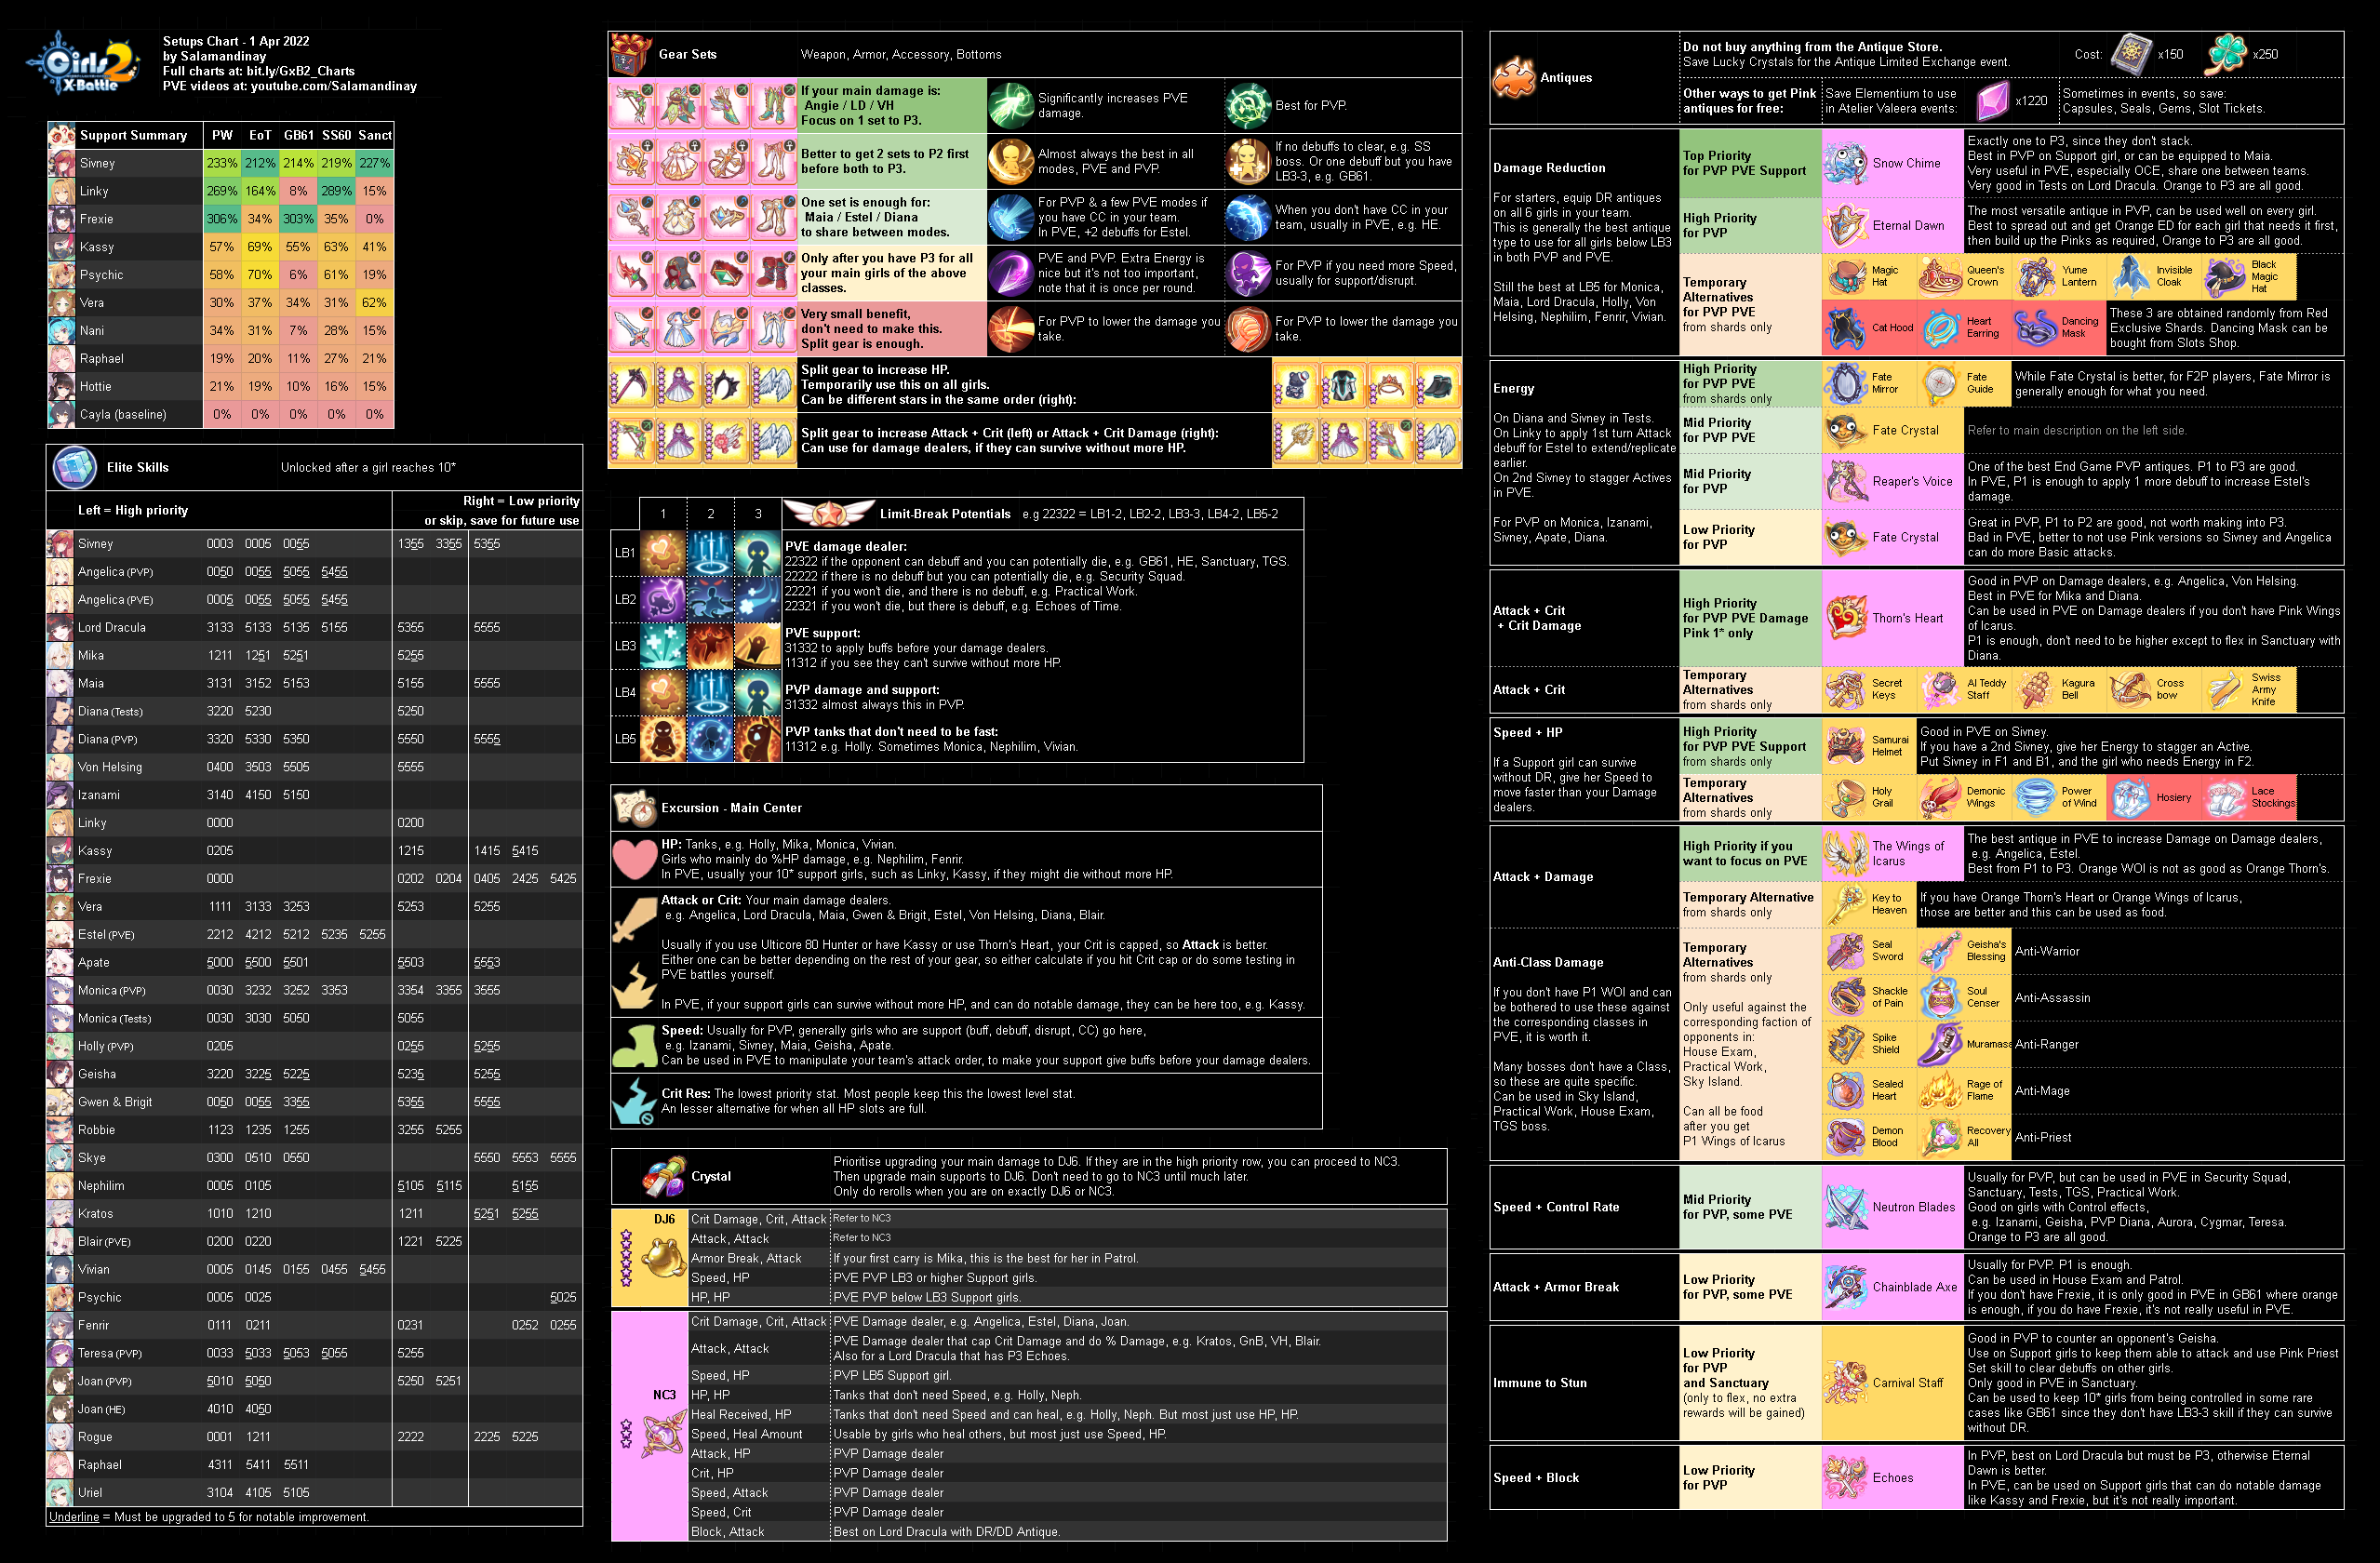 Girls 2
X-Battle
Setups Chart - 1 Apr 2022
by Salamandinay
Full charts at: bit.ly/GxB2_Charts
PVE videos at: youtube.com/Salamandinay
Support Summary PW EoT GB61 SS60 Sanct
Sivney 233% 212% 214% 219% 227%
Linky 269% 164% 8% 289% 15%
Frexie 306% 34% 303% 35% 0%
Kassy 57% 69% 55% 63% 41%
Psychic 58% 70% 6% 61% 19%
Vera 30% 37% 34% 31% 62%
Nani 34% 31% 7% 28% 15%
Raphael 19% 20% 11% 27% 21%
Hottie 21% 19% 10% 16% 15%
Cayla (baseline) 0% 0% 0% 0% 0%
Elite Skills Unlocked after a girl reaches 10*
Left = High priority
Right = Low priority
or skip, save for future use
Sivney 0003 0005 0055 1355 3355 5355
Angelica (PVP) 0050 0055 5055 5455
Angelica (PVE) 0005 0055 5055 5455
Lord Dracula 3133 5133 5135 5155 5355 5555
Mika 1211 1251 5251 5255
Maia 3131 3152 5153 5155 5555
Diana (Tests) 3220 5230 5250
Diana (PVP) 3320 5330 5350 5550 5555
Von Helsing 0400 3503 5505 5555
Izanami 3140 4150 5150
Linky 0000 0200
Kassy 0205 1215 1415 5415
Frexie 0000 0202 0204 0405 2425 5425
Vera 1111 3133 3253 5253 5255
Estel (PVE) 2212 4212 5212 5235 5255
Apate 5000 5500 5501 5503 5553
Monica (PVP) 0030 3232 3252 3353 3354 3355 3555
Monica (Tests) 0030 3030 5050 5055
Holly (PVP) 0205 0255 5255
Geisha 3220 3225 5225 5235 5255
Gwen & Brigit 0050 0055 3355 5355 5555
Robbie 1123 1235 1255 3255 5255
Skye 0300 0510 0550 5550 5553 5555
Nephilim 0005 0105 5105 5115 5155
Kratos 1010 1210 1211 5251 5255
Blair (PVE) 0200 0220 1221 5225
Vivian 0005 0145 0155 0455 5455
Psychic 0005 0025 5025
Fenrir 0111 0211 0231 0252 0255
Teresa (PVP) 0033 5033 5053 5055 5255
Joan (PVP) 5010 5050 5250 5251
Joan (HE) 4010 4050
Rogue 0001 1211 2222 2225 5225
Raphael 4311 5411 5511
Uriel 3104 4105 5105
Underline = Must be upgraded to 5 for notable improvement.
Gear Sets Weapon, Armor, Accessory, Bottoms
If your main damage is:
Angie / LD / VH
Focus on 1 set to P3.
Significantly increases PVE
damage.
Best for PVP.
Better to get 2 sets to P2 first
before both to P3.
Almost always the best in all
modes, PVE and PVP.
If no debuffs to clear, e.g. SS
boss. Or one debuff but you have
LB3-3, e.g. GB61.
One set is enough for:
Maia / Estel / Diana
to share between modes.
For PVP & a few PVE modes if
you have CC in your team.
In PVE, +2 debuffs for Estel.
When you don't have CC in your
team, usually in PVE, e.g. HE.
Only after you have P3 for all
your main girls of the above
classes.
PVE and PVP. Extra Energy is
nice but it's not too important,
note that it is once per round.
For PVP if you need more Speed,
usually for support/disrupt.
Very small benefit,
don't need to make this.
Split gear is enough.
For PVP to lower the damage you
take.
For PVP to lower the damage you
take.
Split gear to increase HP.
Temporarily use this on all girls.
Can be different stars in the same order (right):
Split gear to increase Attack + Crit (left) or Attack + Crit Damage (right):
Can use for damage dealers, if they can survive without more HP.
1 2 3 Limit-Break Potentials e.g 22322 = LB1-2, LB2-2, LB3-3, LB4-2, LB5-2
LB1
LB2
LB3
LB4
LB5
PVE damage dealer:
22322 if the opponent can debuff and you can potentially die, e.g. GB61, HE, Sanctuary, TGS.
22222 if there is no debuff but you can potentially die, e.g. Security Squad.
22221 if you won't die, and there is no debuff, e.g. Practical Work.
22321 if you won't die, but there is debuff, e.g. Echoes of Time.
PVE support:
31332 to apply buffs before your damage dealers.
11312 if you see they can't survive without more HP.
PVP damage and support:
31332 almost always this in PVP.
PVP tanks that don't need to be fast:
11312 e.g. Holly. Sometimes Monica, Nephilim, Vivian.
Excursion - Main Center
HP: Tanks, e.g. Holly, Mika, Monica, Vivian.
Girls who mainly do %HP damage, e.g. Nephilim, Fenrir.
In PVE, usually your 10* support girls, such as Linky, Kassy, if they might die without more HP.
Attack or Crit: Your main damage dealers.
e.g. Angelica, Lord Dracula, Maia, Gwen & Brigit, Estel, Von Helsing, Diana, Blair.
Usually if you use Ulticore 80 Hunter or have Kassy or use Thorn's Heart, your Crit is capped, so Attack is better.
Either one can be better depending on the rest of your gear, so either calculate if you hit Crit cap or do some testing in
PVE battles yourself.
In PVE, if your support girls can survive without more HP, and can do notable damage, they can be here too, e.g. Kassy.
Speed: Usually for PVP, generally girls who are support (buff, debuff, disrupt, CC) go here,
e.g. Izanami, Sivney, Maia, Geisha, Apate.
Can be used in PVE to manipulate your team's attack order, to make your support give buffs before your damage dealers.
Crit Res: The lowest priority stat. Most people keep this the lowest level stat.
An lesser alternative for when all HP slots are full.
Crystal
Prioritise upgrading your main damage to DJ6. If they are in the high priority row, you can proceed to NC3.
Then upgrade main supports to DJ6. Don't need to go to NC3 until much later.
Only do rerolls when you are on exactly DJ6 or NC3.
DJ6
Crit Damage, Crit, Attack Refer to NC3
Attack, Attack Refer to NC3
Armor Break, Attack If your first carry is Mika, this is the best for her in Patrol.
Speed, HP PVE PVP LB3 or higher Support girls.
HP, HP PVE PVP below LB3 Support girls.
NC3
Crit Damage, Crit, Attack PVE Damage dealer, e.g. Angelica, Estel, Diana, Joan.
Attack, Attack PVE Damage dealer that cap Crit Damage and do % Damage, e.g. Kratos, GnB, VH, Blair.
Also for a Lord Dracula that has P3 Echoes.
Speed, HP PVP LB5 Support girl.
HP, HP Tanks that don't need Speed, e.g. Holly, Neph.
Heal Received, HP Tanks that don't need Speed and can heal, e.g. Holly, Neph. But most just use HP, HP.
Speed, Heal Amount Usable by girls who heal others, but most just use Speed, HP.
Attack, HP PVP Damage dealer
Crit, HP PVP Damage dealer
Speed, Attack PVP Damage dealer
Speed, Crit PVP Damage dealer
Block, Attack Best on Lord Dracula with DR/DD Antique.
Antiques
Do not buy anything from the Antique Store.
Save Lucky Crystals for the Antique Limited Exchange event.
Cost: x150 x250
Other ways to get Pink
antiques for free:
Save Elementium to use
in Atelier Valeera events:
x1220
Sometimes in events, so save:
Capsules, Seals, Gems, Slot Tickets.
Damage Reduction
For starters, equip DR antiques
on all 6 girls in your team.
This is generally the best antique
type to use for all girls below LB3
in both PVP and PVE.
Still the best at LB5 for Monica,
Maia, Lord Dracula, Holly, Von
Helsing, Nephilim, Fenrir, Vivian.
Top Priority
for PVP PVE Support
Snow Chime
Exactly one to P3, since they don't stack.
Best in PVP on Support girl, or can be equipped to Maia.
Very useful in PVE, especially OCE, share one between teams.
Very good in Tests on Lord Dracula. Orange to P3 are all good.
High Priority
for PVP
Eternal Dawn
The most versatile antique in PVP, can be used well on every girl.
Best to spread out and get Orange ED for each girl that needs it first,
then build up the Pinks as required, Orange to P3 are all good.
Temporary
Alternatives
for PVP PVE
from shards only
Magic
Hat
Queen's
Crown
Yume
Lantern
Invisible
Cloak
Black
Magic
Hat
Cat Hood
Heart
Earring
Dancing
Mask
These 3 are obtained randomly from Red
Exclusive Shards. Dancing Mask can be
bought from Slots Shop.
Energy
On Diana and Sivney in Tests.
On Linky to apply 1st turn Attack
debuff for Estel to extend/replicate
earlier.
On 2nd Sivney to stagger Actives
in PVE.
For PVP on Monica, Izanami,
Sivney, Apate, Diana.
High Priority
for PVP PVE
from shards only
Fate
Mirror
Fate
Guide
While Fate Crystal is better, for F2P players, Fate Mirror is
generally enough for what you need.
Mid Priority
for PVP PVE
Fate Crystal
Refer to main description on the left side.
Mid Priority
for PVP
Reaper's Voice
One of the best End Game PVP antiques. P1 to P3 are good.
In PVE, P1 is enough to apply 1 more debuff to increase Estel's
damage.
Low Priority
for PVP
Fate Crystal
Great in PVP, P1 to P2 are good, not worth making into P3.
Bad in PVE, better to not use Pink versions so Sivney and Angelica
can do more Basic attacks.
Attack + Crit
+ Crit Damage
High Priority
for PVP PVE Damage
Pink 1* only
Thorn's Heart
Good in PVP on Damage dealers, e.g. Angelica, Von Helsing.
Best in PVE for Mika and Diana.
Can be used in PVE on Damage dealers if you don't have Pink Wings
of Icarus.
P1 is enough, don't need to be higher except to flex in Sanctuary with
Diana.
Attack + Crit
Temporary
Alternatives
from shards only
Secret
Keys
AI Teddy
Staff
Kagura
Bell
Cross
bow
Swiss
Army
Knife
Speed + HP
If a Support girl can survive
without DR, give her Speed to
move faster than your Damage
dealers.
High Priority
for PVP PVE Support
from shards only
Samurai
Helmet
Good in PVE on Sivney.
If you have a 2nd Sivney, give her Energy to stagger an Active.
Put Sivney in F1 and B1, and the girl who needs Energy in F2.
Temporary
Alternatives
from shards only
Holy
Grail
Demonic
Wings
Power
of Wind
Hosiery
Lace
Stockings
Attack + Damage
High Priority if you
want to focus on PVE
The Wings of
Icarus
The best antique in PVE to increase Damage on Damage dealers,
e.g. Angelica, Estel.
Best from P1 to P3. Orange WOI is not as good as Orange Thorn's.
Temporary Alternative
from shards only
Key to
Heaven
If you have Orange Thorn's Heart or Orange Wings of Icarus,
those are better and this can be used as food.
Anti-Class Damage
If you don't have P1 WOI and can
be bothered to use these against
the corresponding classes in
PVE, it is worth it.
Many bosses don't have a Class,
so these are quite specific.
Can be used in Sky Island,
Practical Work, House Exam,
TGS boss.
Temporary
Alternatives
from shards only
Only useful against the
corresponding faction of
opponents in:
House Exam,
Practical Work,
Sky Island.
Can all be food
after you get
P1 Wings of Icarus
Seal
Sword
Geisha's
Blessing
Anti-Warrior
Shackle
of Pain
Soul
Censer
Anti-Assassin
Spike
Shield
Muramasa
Anti-Ranger
Sealed
Heart
Rage of
Flame
Anti-Mage
Demon
Blood
Recovery
All
Anti-Priest
Speed + Control Rate
Mid Priority
for PVP, some PVE
Neutron Blades
Usually for PVP, but can be used in PVE in Security Squad,
Sanctuary, Tests, TGS, Practical Work.
Good on girls with Control effects,
e.g. Izanami, Geisha, PVP Diana, Aurora, Cygmar, Teresa.
Orange to P3 are all good.
Attack + Armor Break
Low Priority
for PVP, some PVE
Chainblade Axe
Usually for PVP. P1 is enough.
Can be used in House Exam and Patrol.
If you don't have Frexie, it is only good in PVE in GB61 where orange
is enough, if you do have Frexie, it's not really useful in PVE.
Immune to Stun
Low Priority
for PVP
and Sanctuary
(only to flex, no extra
rewards will be gained)
Carnival Staff
Good in PVP to counter an opponent's Geisha.
Use on Support girls to keep them able to attack and use Pink Priest
Set skill to clear debuffs on other girls.
Only good in PVE in Sanctuary.
Can be used to keep 10* girls from being controlled in some rare
cases like GB61 since they don't have LB3-3 skill if they can survive
without DR.
Speed + Block
Low Priority
for PVP
Echoes
In PVP, best on Lord Dracula but must be P3, otherwise Eternal
Dawn is better.
In PVE, can be used on Support girls that can do notable damage
like Kassy and Frexie, but it's not really important.